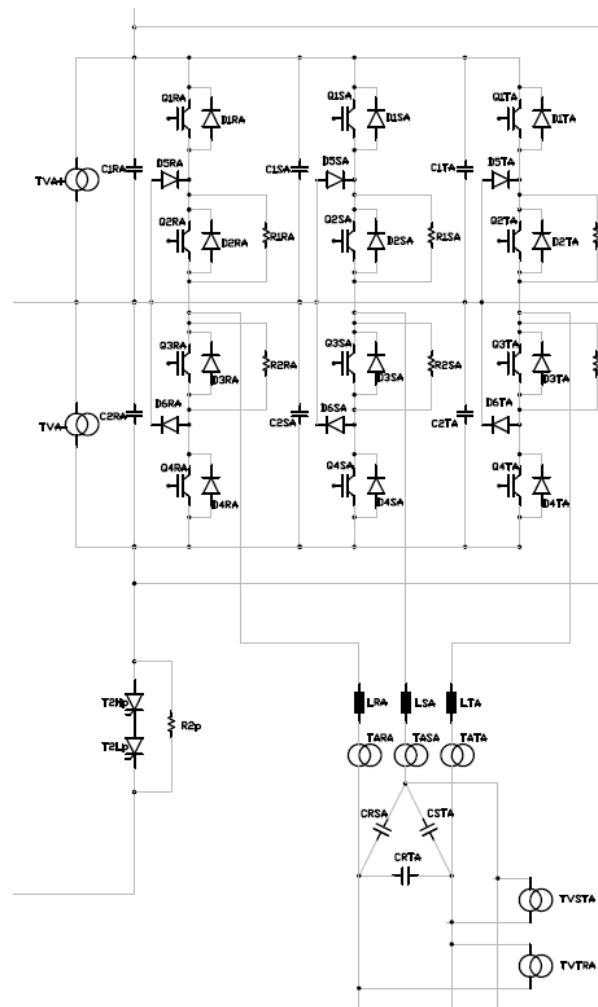 Q1RA
D1RA
Q1SA
D1SA
Q1TA
D1TA
C1RA
D5RA
C1SA
D5SA
C1TA
D5TA
TVA+
Q2RA
D2RA
R1RA
Q2SA
D2SA
R1SA
Q2TA
D2TA
Q3RA
D3RA
R2RA
Q3SA
D3SA
R2SA
Q3TA
D3TA
TVA-
C2RA
D6RA
C2SA
D6SA
C2TA
D6TA
Q4RA
D4RA
Q4SA
D4SA
Q4TA
D4TA
T2Hp
T2Lp
R2p
LRA
LSA
LTA
TARA
TASA
TATA
CRSA
CSTA
CRTA
TVSTA
TVTRA